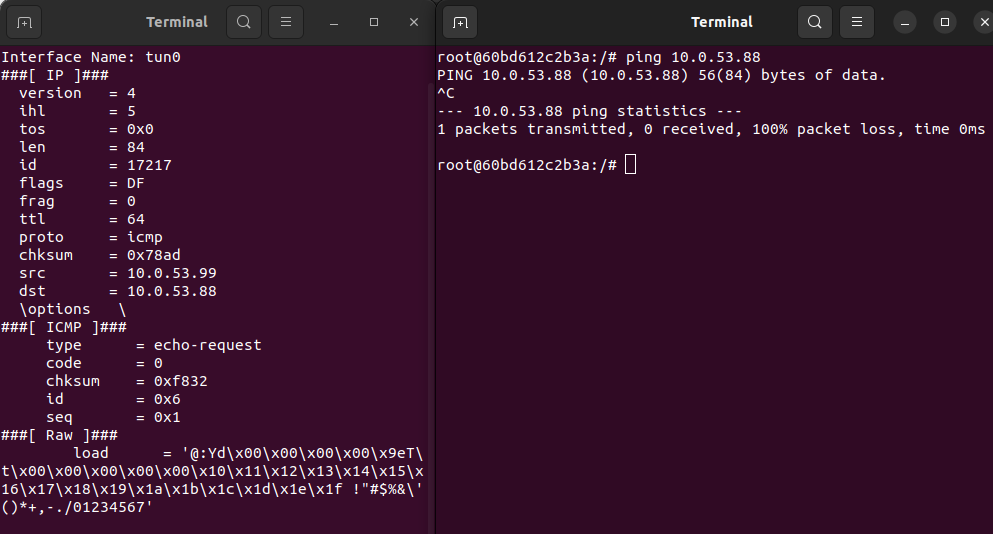 Terminal
Interface Name: tun0
###[ IP ]###
  version   = 4
  ihl       = 5
  tos       = 0x0
  len       = 84
  id        = 17217
  flags     = DF
  frag      = 0
  ttl       = 64
  proto     = icmp
  chksum    = 0x78ad
  src       = 10.0.53.99
  dst       = 10.0.53.88
  \options   \
###[ ICMP ]###
     type      = echo-request
     code      = 0
     chksum    = 0xf832
     id        = 0x6
     seq       = 0x1
###[ Raw ]###
        load      = '@:Yd\x00\x00\x00\x00\x9eT\
t\x00\x00\x00\x00\x00\x10\x11\x12\x13\x14\x15\x
16\x17\x18\x19\x1a\x1b\x1c\x1d\x1e\x1f !"#$%&\'
()*+,-./01234567'
Terminal
root@60bd612c2b3a:/# ping 10.0.53.88
PING 10.0.53.88 (10.0.53.88) 56(84) bytes of data.
^C
--- 10.0.53.88 ping statistics ---
1 packets transmitted, 0 received, 100% packet loss, time 0ms
root@60bd612c2b3a:/#